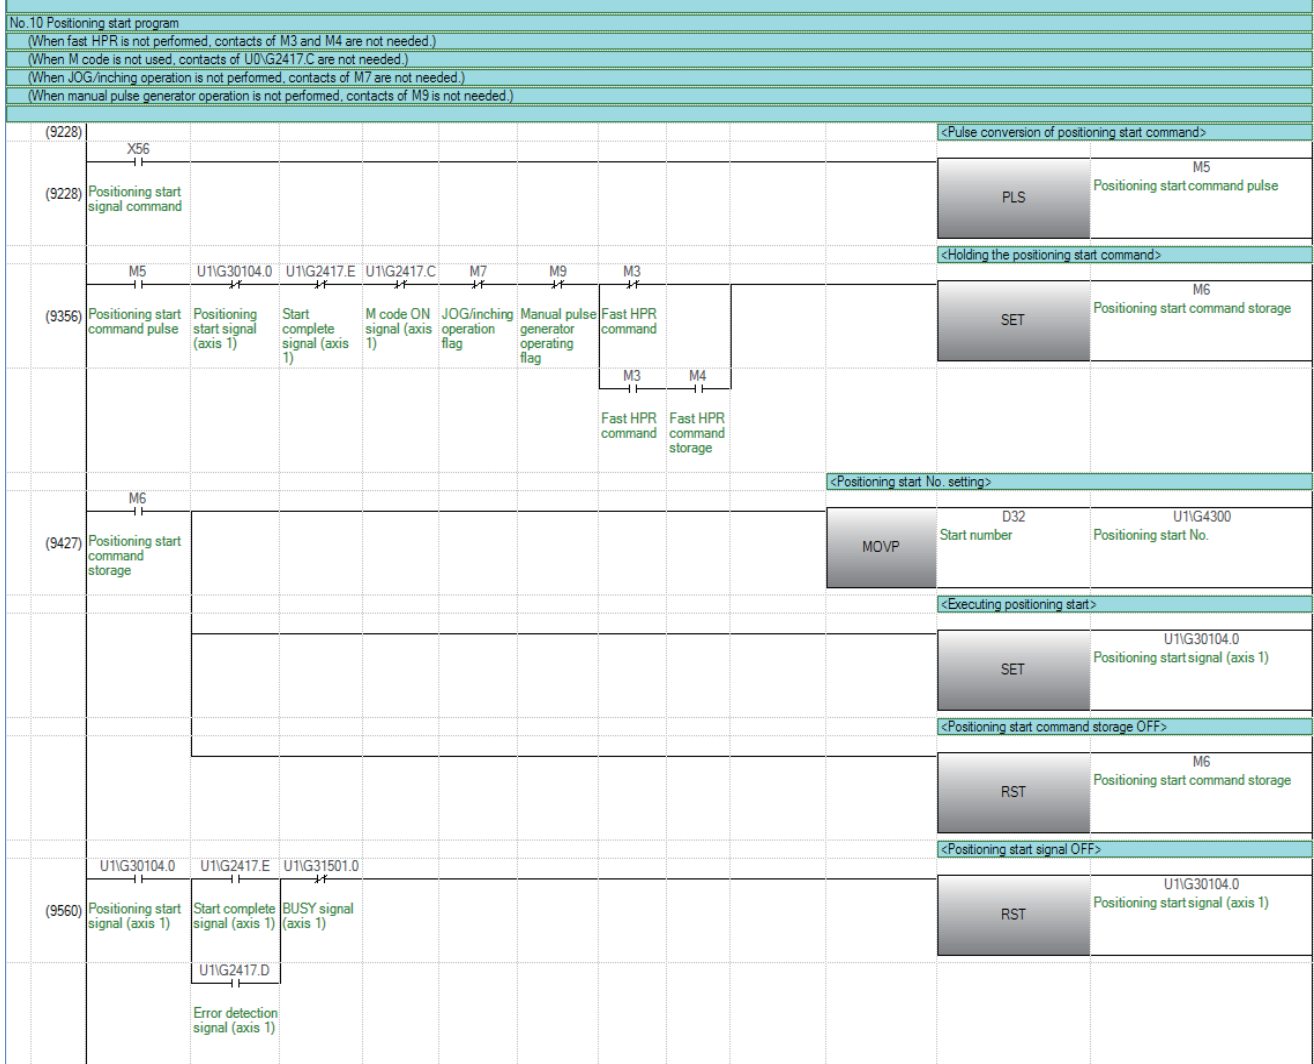 No.10 Positioning start program
(When fast HPR is not performed, contacts of M3 and M4 are not needed.)
(When M code is not used, contacts of U0\G2417.C are not needed.)
(When JOG/inching operation is not performed, contacts of M7 are not needed.)
(When manual pulse generator operation is not performed, contacts of M9 is not needed.)
(9228)
<Pulse conversion of positioning start command>
X56
(9228)
Positioning start
signal command
PLS
M5
Positioning start command pulse
<Holding the positioning start command>
M5
U1\G30104.0
U1\G2417.E
U1\G2417.C
M7
M9
M3
(9356)
Positioning start
command pulse
Positioning
start signal
(axis 1)
Start
complete
signal (axis
1)
M code ON
signal (axis
1)
JOG/inching
operation
flag
Manual pulse
generator
operating
flag
Fast HPR
command
SET
M6
Positioning start command storage
M3
M4
Fast HPR
command
Fast HPR
command
storage
<Positioning start No. setting>
M6
(9427)
Positioning start
command
storage
MOVP
D32
Start number
U1\G4300
Positioning start No.
<Executing positioning start>
SET
U1\G30104.0
Positioning start signal (axis 1)
<Positioning start command storage OFF>
RST
M6
Positioning start command storage
<Positioning start signal OFF>
U1\G30104.0
U1\G2417.E
U1\G31501.0
(9560)
Positioning start
signal (axis 1)
Start complete
signal (axis 1)
BUSY signal
(axis 1)
RST
U1\G30104.0
Positioning start signal (axis 1)
U1\G2417.D
Error detection
signal (axis 1)